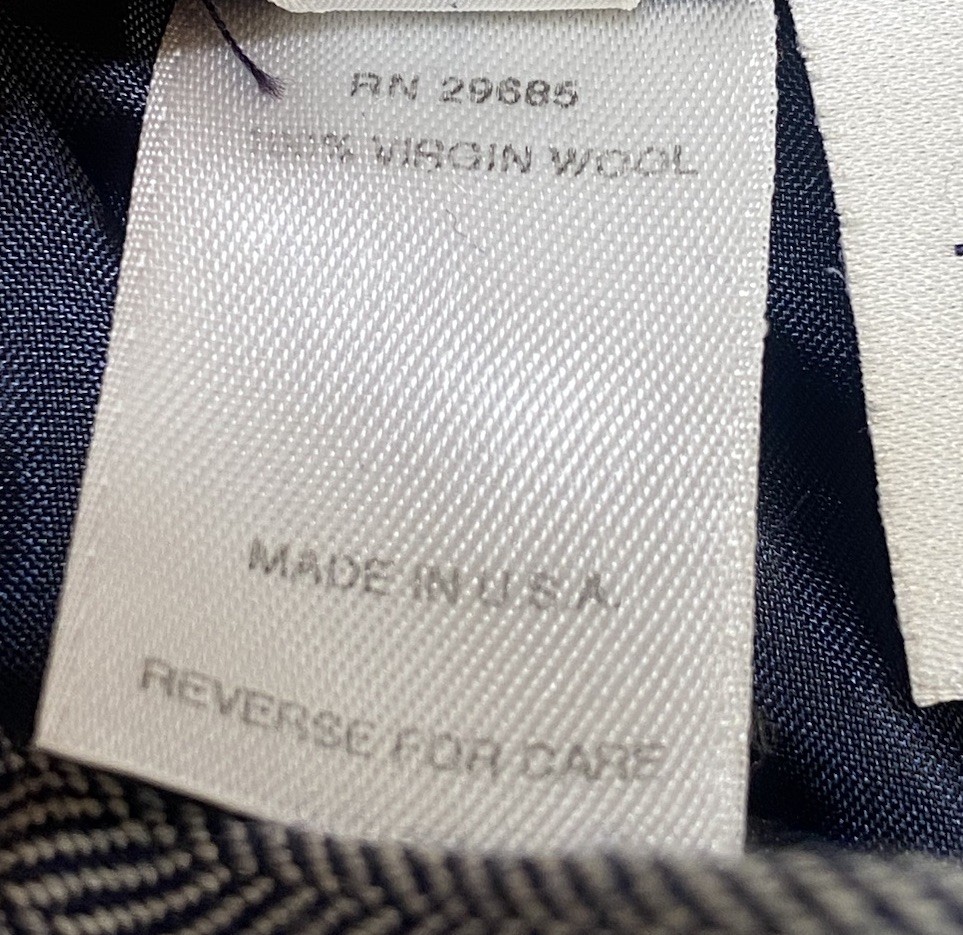 RN 29685
100% VIRGIN WOOL
MADE IN U.S.A.
REVERSE FOR CARE